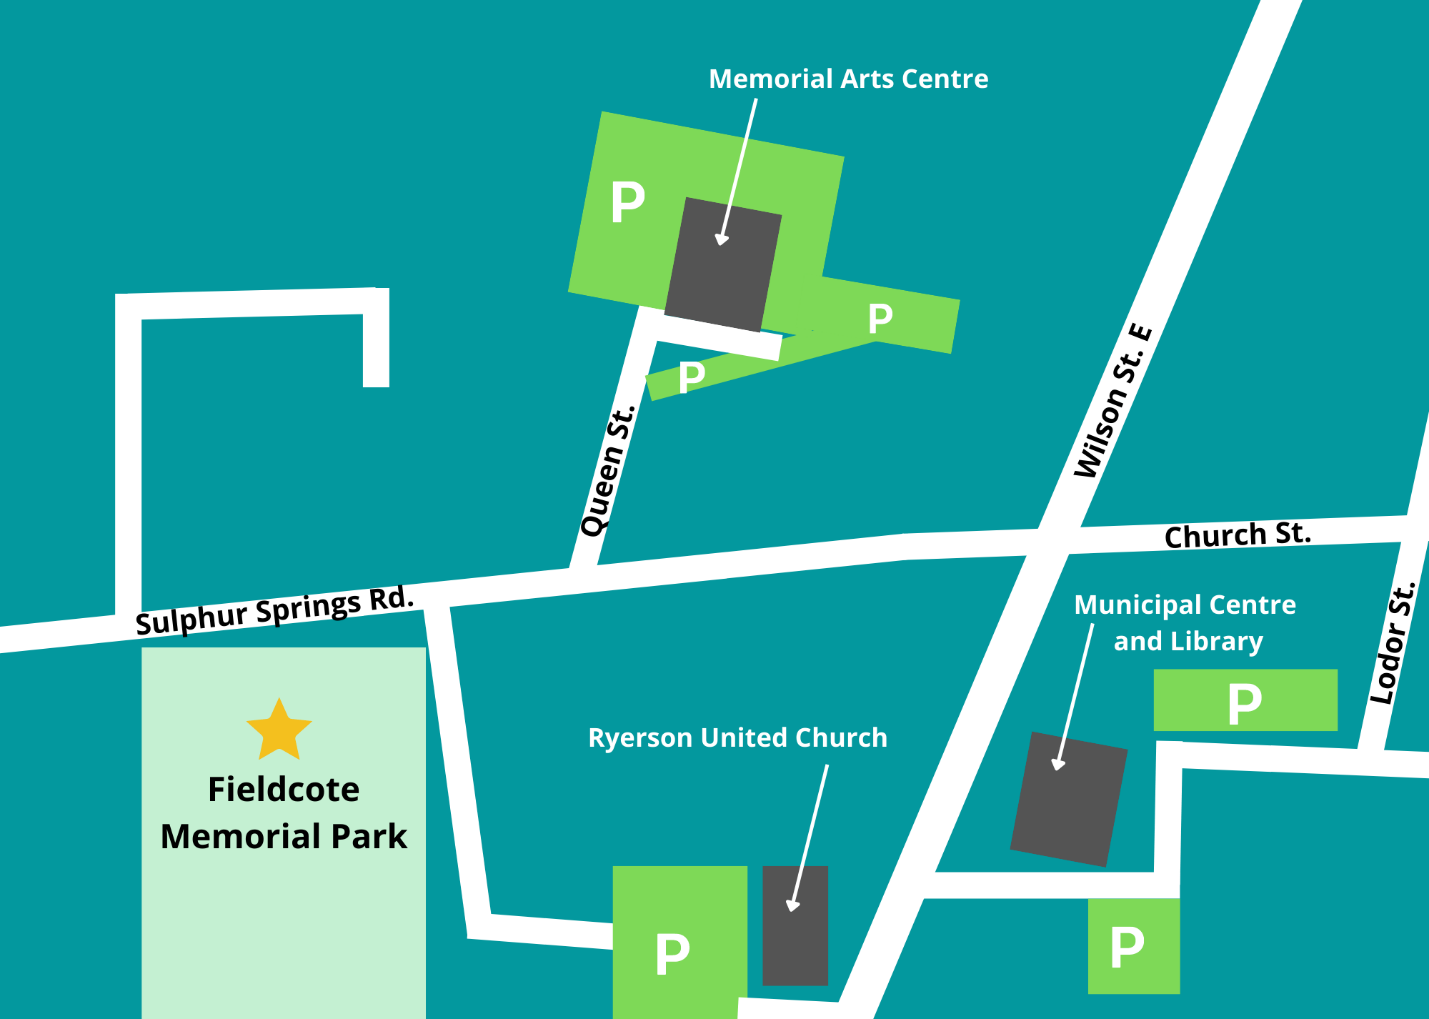 Memorial Arts Centre
P
P
P
Wilson St. E
Queen St.
Church St.
Sulphur Springs Rd.
Lodor St.
Municipal Centre
and Library
P
Ryerson United Church
Fieldcote
Memorial Park
P
P